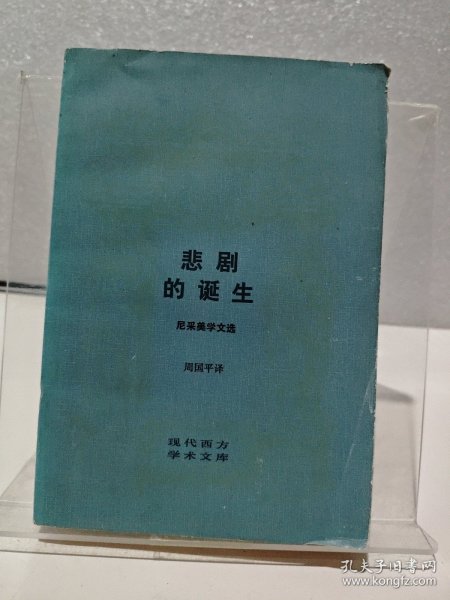 悲剧
的诞生
尼采美学文选
周国平译
现代西方
学术文库
孔夫子旧书网
www.kongfz.com